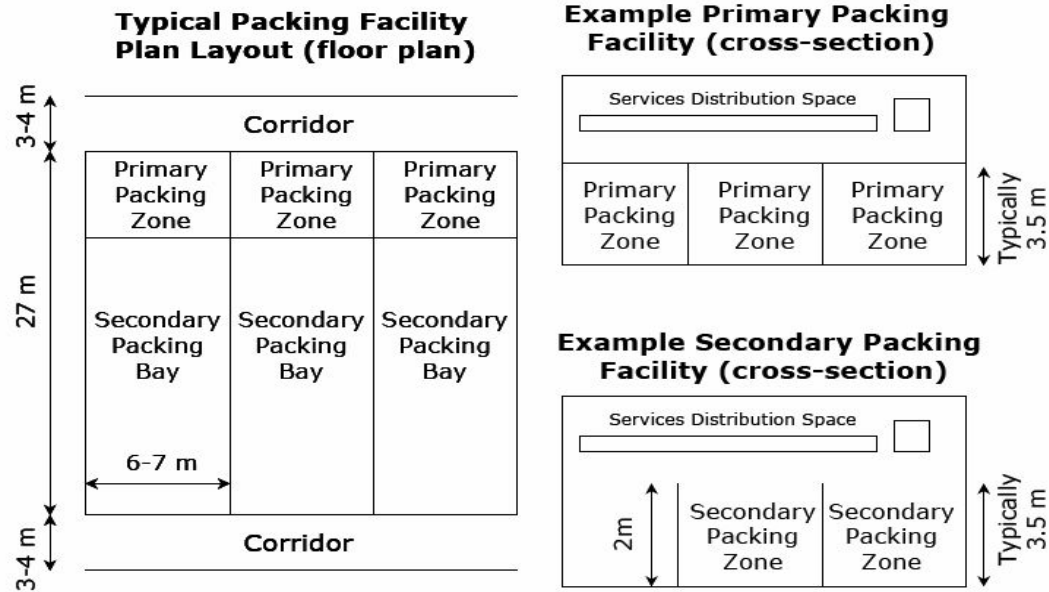 Typical Packing Facility
Plan Layout (floor plan)
3-4 m
Corridor
27 m
Primary
Packing
Zone
Primary
Packing
Zone
Primary
Packing
Zone
Secondary
Packing
Bay
Secondary
Packing
Bay
Secondary
Packing
Bay
6-7 m
3-4 m
Corridor
Example Primary Packing
Facility (cross-section)
Services Distribution Space
Primary
Packing
Zone
Primary
Packing
Zone
Primary
Packing
Zone
Typically
3.5 m
Example Secondary Packing
Facility (cross-section)
Services Distribution Space
2m
Secondary
Packing
Zone
Secondary
Packing
Zone
Typically
3.5 m